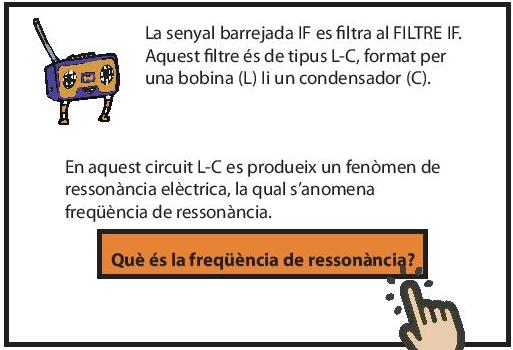 La senyal barrejada IF es filtra al FILTRE IF.
Aquest filtre és de tipus L-C, format per
una bobina (L) Ii un condensador (C).
En aquest circuit L-C es produeix un fenòmen de
ressonància elèctrica, la qual s’anomena
freqüència de ressonància.
Què és la freqüència de ressonància?